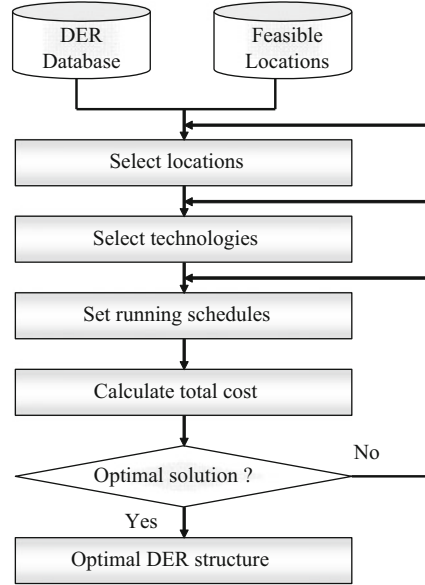 DER
Database
Feasible
Locations
Select locations
Select technologies
Set running schedules
Calculate total cost
Optimal solution ?
No
Yes
Optimal DER structure